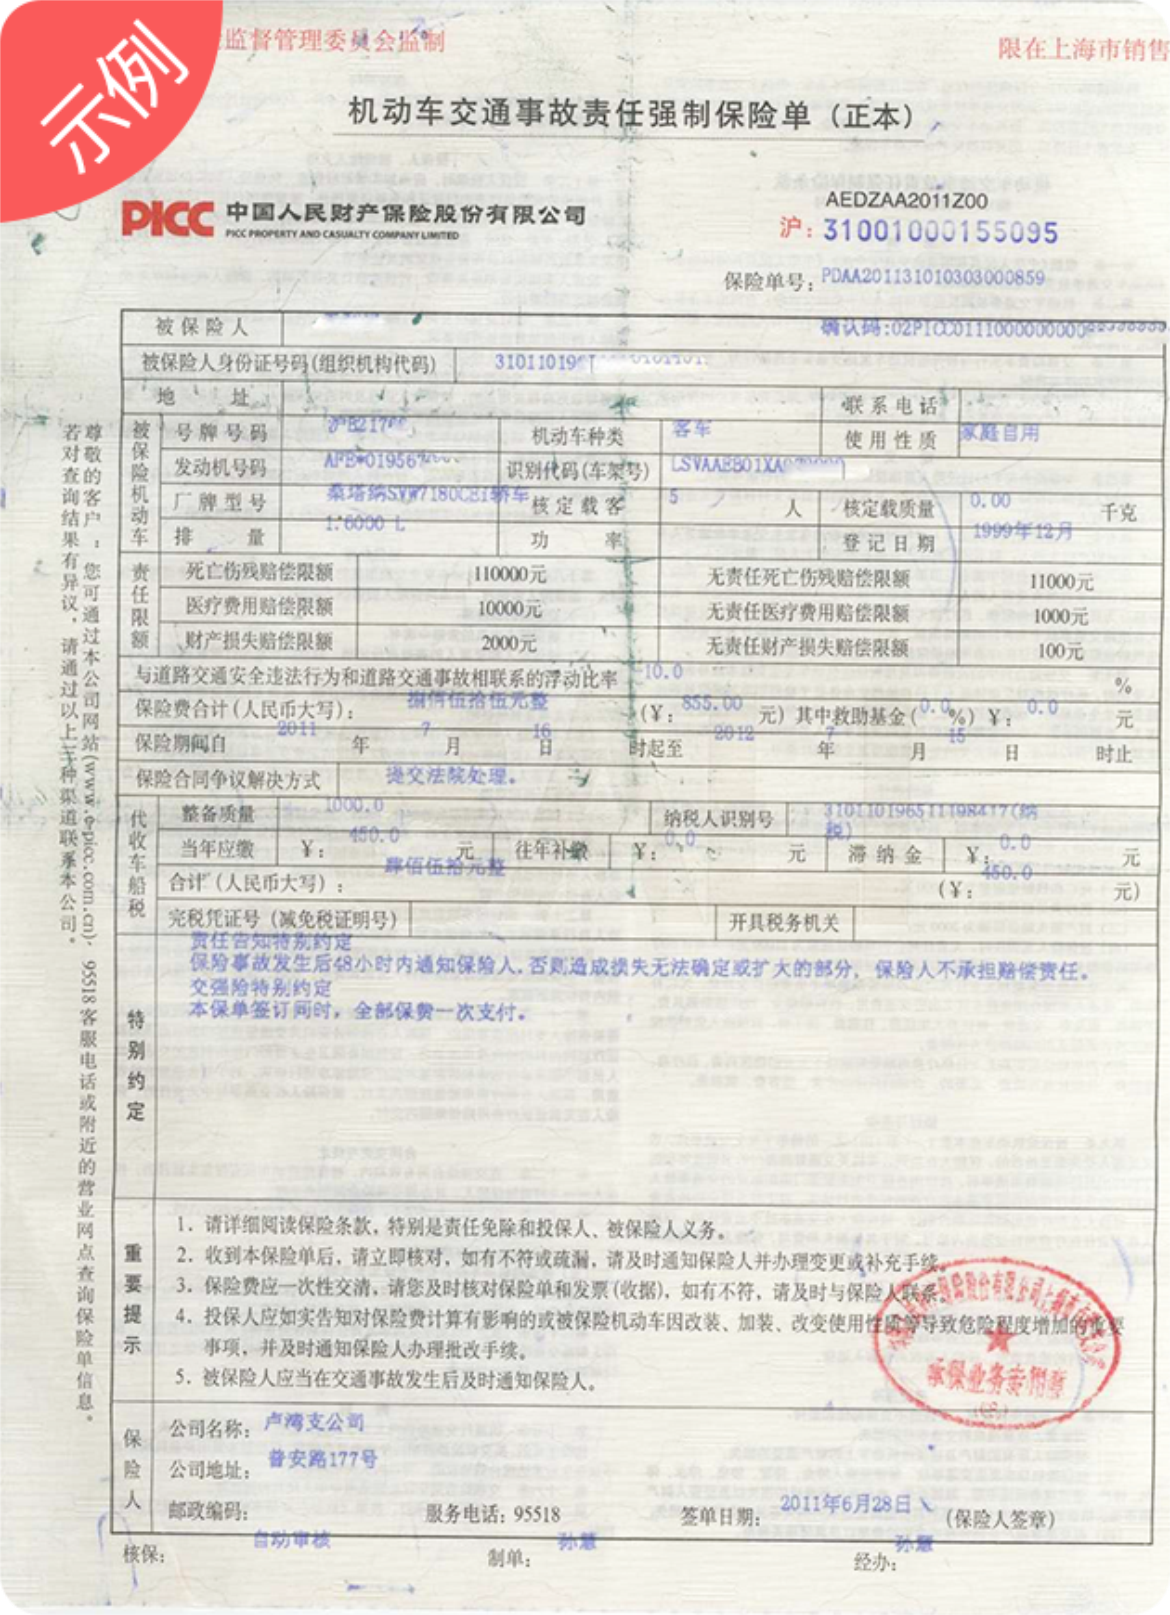 示例
监督管理委员会监制
限在上海市销售
机动车交通事故责任强制保险单（正本）
PICC 中国人民财产保险股份有限公司
PICC PROPERTY AND CASUALTY COMPANY LIMITED
AEDZAA2011Z00
沪：31001000155095
保险单号：PDAA201131010303000859
被保险人
确认码:02PICC0111000000000
被保险人身份证号码(组织机构代码) 310110196
地 址 联系电话
被保险机动车
号牌号码 沪B217 机动车种类 客车 使用性质 家庭自用
发动机号码 AFE*019567 识别代码(车架号) LSVAAEB01XA
厂牌型号 桑塔纳SVW7180CEI轿车 核定载客 5 人 核定载质量 0.00 千克
排 量 1.6000 L 功 率 登记日期 1999年12月
责任限额
死亡伤残赔偿限额 110000元 无责任死亡伤残赔偿限额 11000元
医疗费用赔偿限额 10000元 无责任医疗费用赔偿限额 1000元
财产损失赔偿限额 2000元 无责任财产损失赔偿限额 100元
与道路交通安全违法行为和道路交通事故相联系的浮动比率 -10.0 %
保险费合计(人民币大写)： 捌佰伍拾伍元整 (￥：855.00 元) 其中救助基金(0.0 %) ￥：0.0 元
保险期间自 2011 年 7 月 16 日 时起至 2012 年 7 月 15 日 时止
保险合同争议解决方式 提交法院处理。
代收车船税
整备质量 1000.0 纳税人识别号 310110196511198417(纳税)
当年应缴 ￥：450.0 元 往年补缴 ￥：0.0 元 滞纳金 ￥：0.0 元
合计(人民币大写)： 肆佰伍拾元整 (￥：450.0 元)
完税凭证号(减免税证明号) 开具税务机关
特别约定
责任告知特别约定
保险事故发生后48小时内通知保险人,否则造成损失无法确定或扩大的部分，保险人不承担赔偿责任。
交强险特别约定
本保单签订同时，全部保费一次支付。
重要提示
1．请详细阅读保险条款，特别是责任免除和投保人、被保险人义务。
2．收到本保险单后，请立即核对，如有不符或疏漏，请及时通知保险人并办理变更或补充手续。
3．保险费应一次性交清，请您及时核对保险单和发票(收据)，如有不符，请及时与保险人联系。
4．投保人应如实告知对保险费计算有影响的或被保险机动车因改装、加装、改变使用性质等导致危险程度增加的重要
事项，并及时通知保险人办理批改手续。
5．被保险人应当在交通事故发生后及时通知保险人。
承保业务专用章
保险人
公司名称：卢湾支公司
公司地址：普安路177号
邮政编码： 服务电话：95518 签单日期：2011年6月28日 (保险人签章)
核保：自动审核 制单：孙慧 经办：孙慧
尊敬的客户：您可通过本公司网站(www.e-picc.com.cn)、95518客服电话或附近的营业网点查询保险单信息。
若对查询结果有异议，请通过以上三种渠道联系本公司。